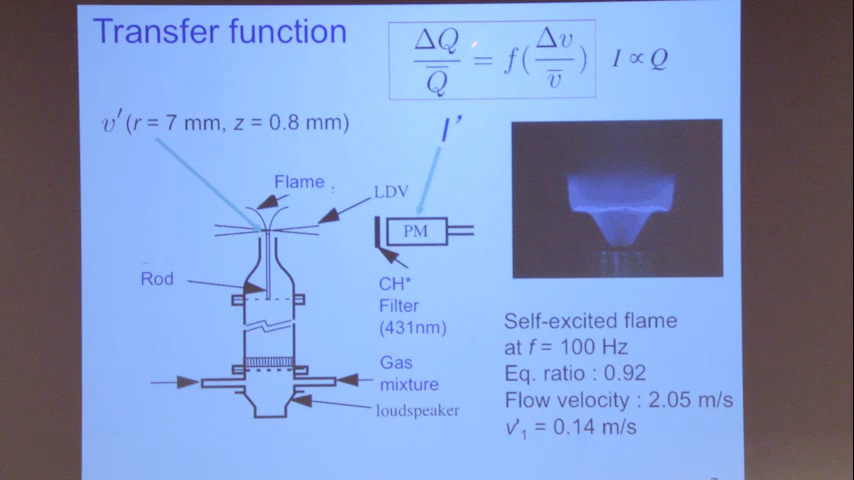 Transfer function
ΔQ / Q̅ = f(Δv / v̅) I ∝ Q
v′(r = 7 mm, z = 0.8 mm)
I′
Flame
LDV
PM
Rod
CH*
Filter
(431nm)
Gas
mixture
loudspeaker
Self-excited flame
at f = 100 Hz
Eq. ratio : 0.92
Flow velocity : 2.05 m/s
v′₁ = 0.14 m/s